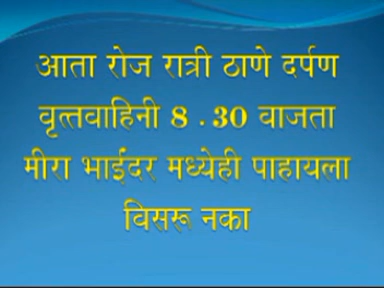 आता रोज रात्री ठाणे दर्पण
वृत्तवाहिनी 8 . 30 वाजता
मीरा भाईंदर मध्येही पाहायला
विसरू नका